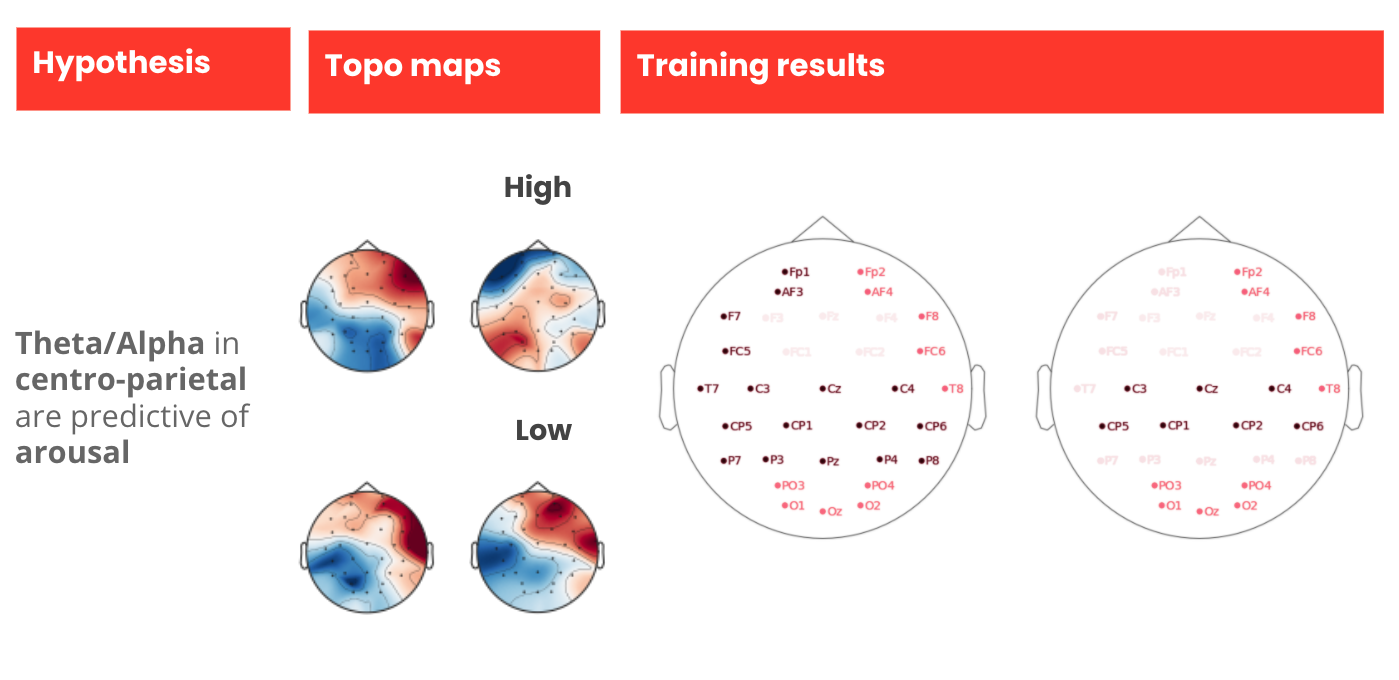 Hypothesis
Topo maps
Training results
High
Low
Theta/Alpha in
centro-parietal
are predictive of
arousal
Fp1 Fp2
AF3 AF4
F7 F3 Pz F4 F8
FC5 FC1 FC2 FC6
T7 C3 Cz C4 T8
CP5 CP1 CP2 CP6
P7 P3 Pz P4 P8
PO3 PO4
O1 Oz O2
Fp1 Fp2
AF3 AF4
F7 F3 Pz F4 F8
FC5 FC1 FC2 FC6
T7 C3 Cz C4 T8
CP5 CP1 CP2 CP6
P7 P3 Pz P4 P8
PO3 PO4
O1 Oz O2